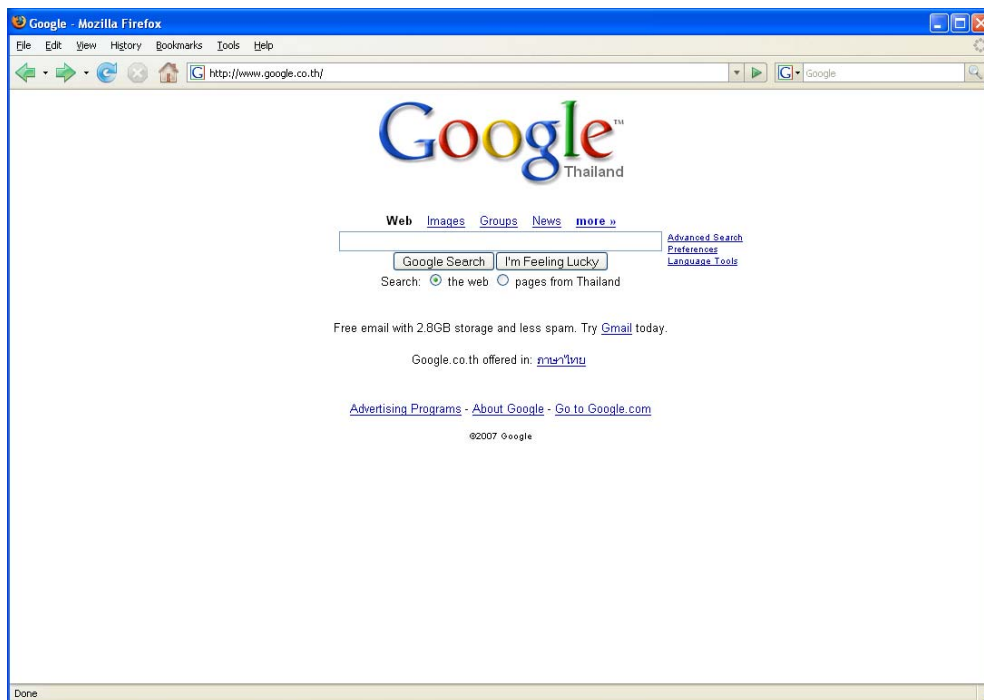 Google - Mozilla Firefox
File Edit View History Bookmarks Tools Help
http://www.google.co.th/ Google
Google™
Thailand
Web Images Groups News more »
Advanced Search
Preferences
Language Tools
Google Search I'm Feeling Lucky
Search: the web pages from Thailand
Free email with 2.8GB storage and less spam. Try Gmail today.
Google.co.th offered in: ภาษาไทย
Advertising Programs - About Google - Go to Google.com
©2007 Google
Done